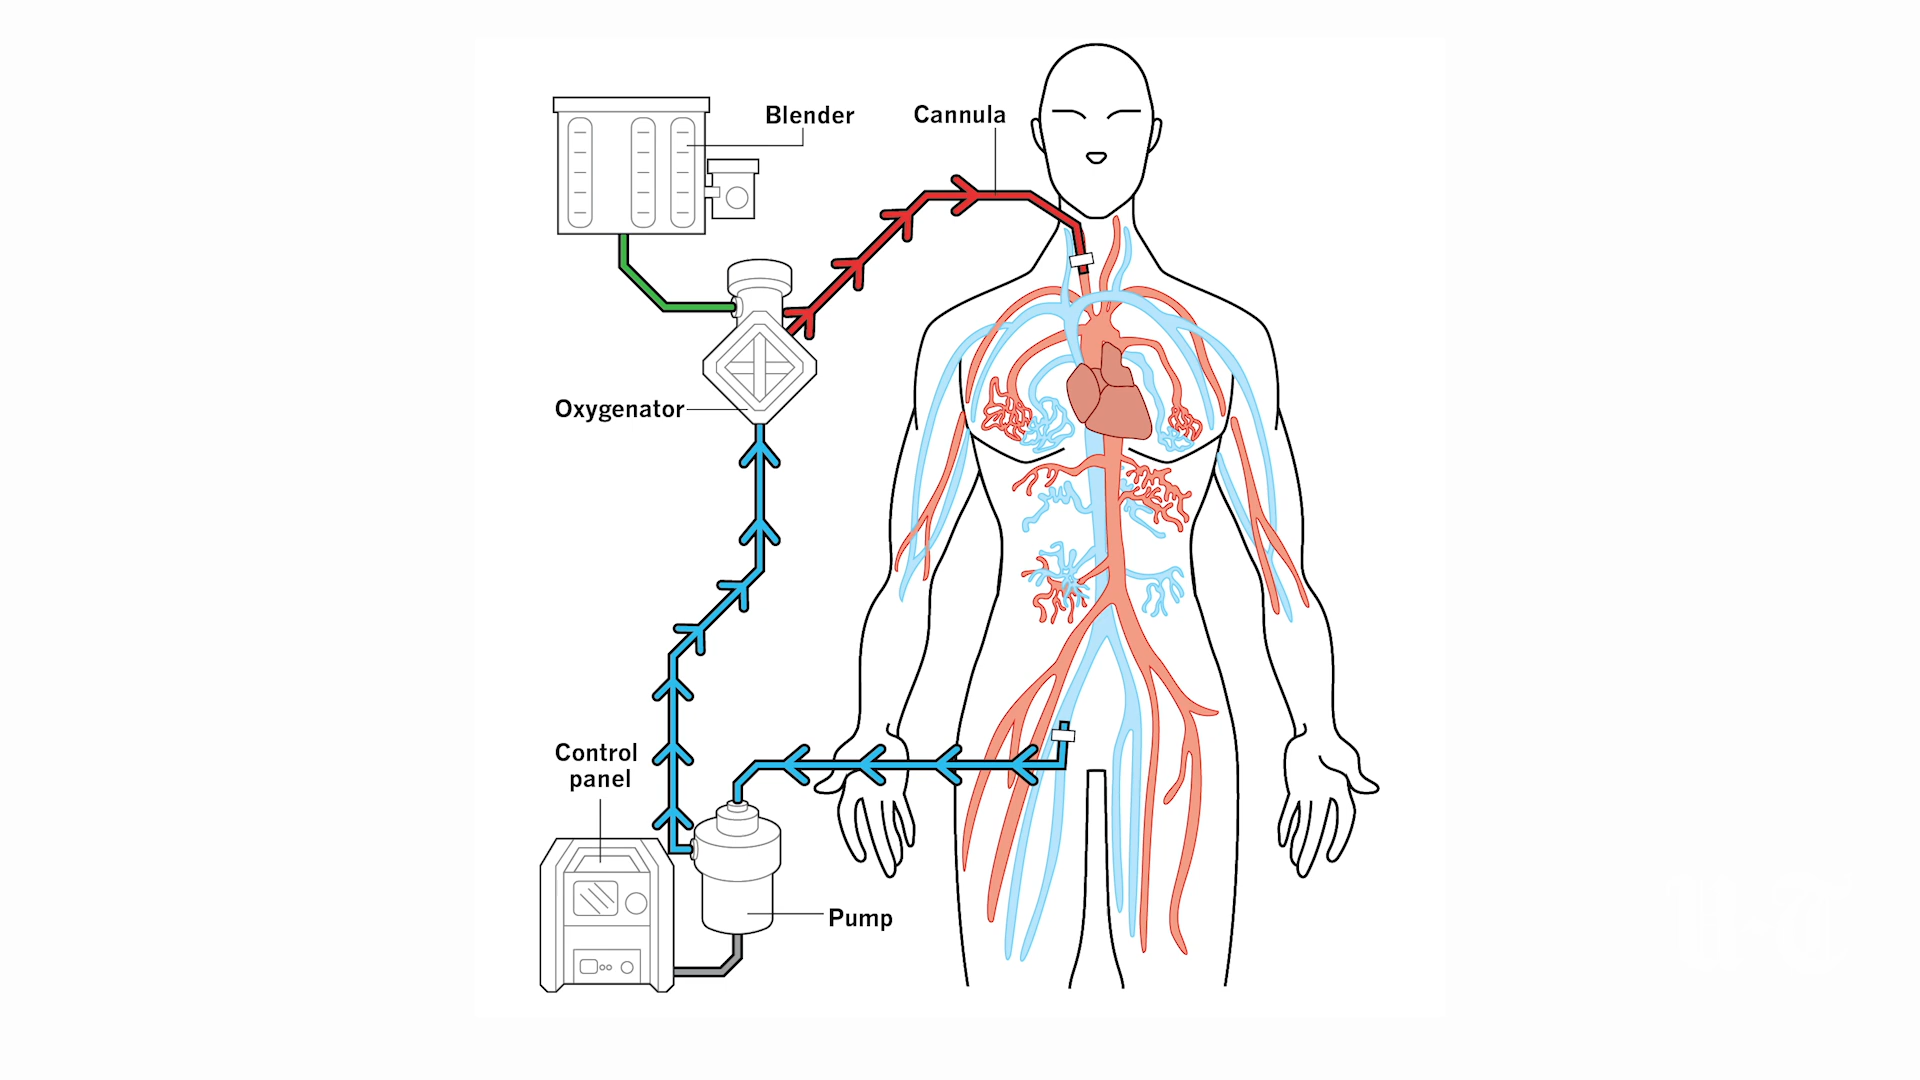 Blender
Cannula
Oxygenator
Control
panel
Pump